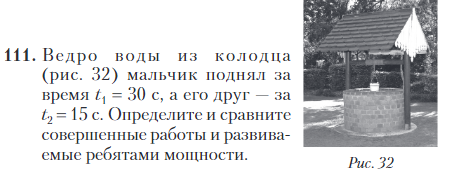 111. Ведро воды из колодца
(рис. 32) мальчик поднял за
время t₁ = 30 с, а его друг — за
t₂ = 15 с. Определите и сравните
совершенные работы и развива-
емые ребятами мощности.
Рис. 32